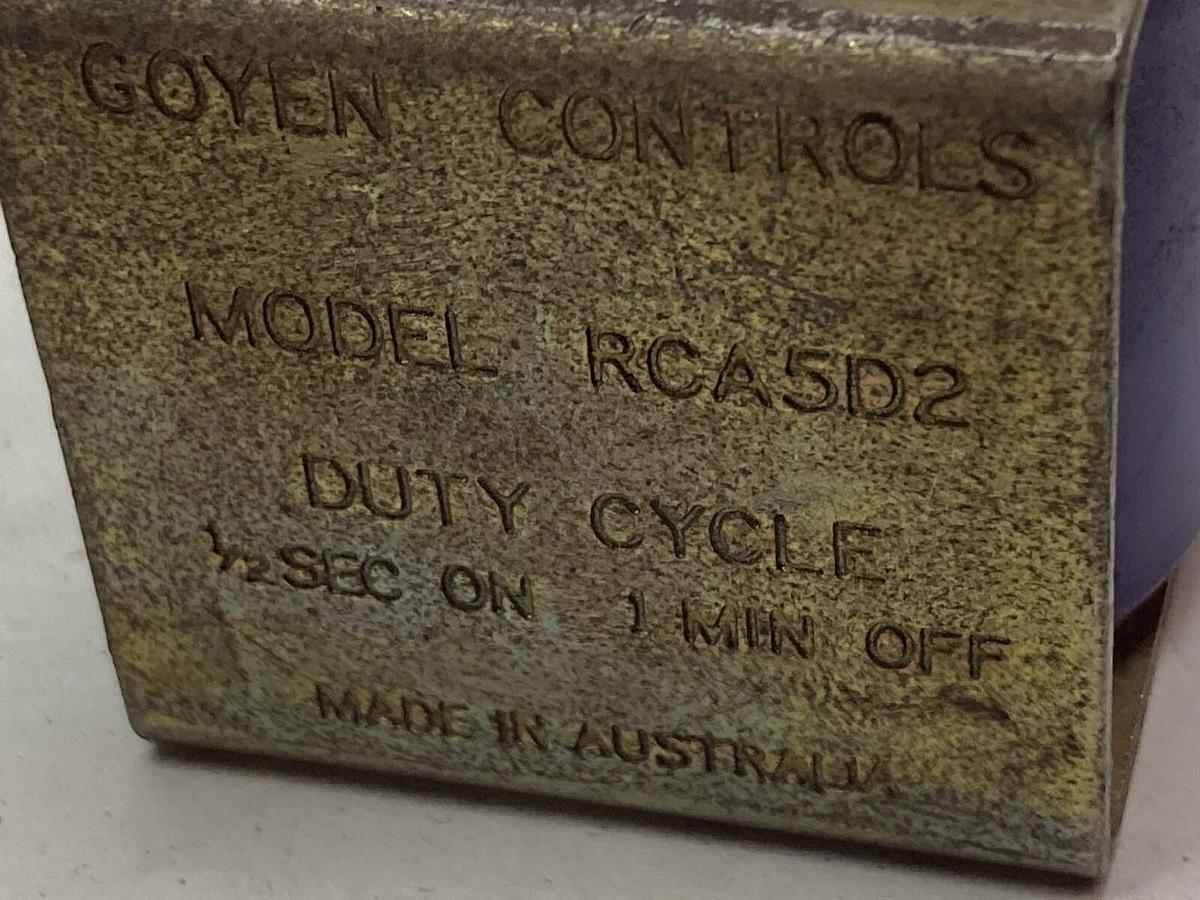 GOYEN CONTROLS
MODEL RCA5D2
DUTY CYCLE
½ SEC ON 1 MIN OFF
MADE IN AUSTRALIA